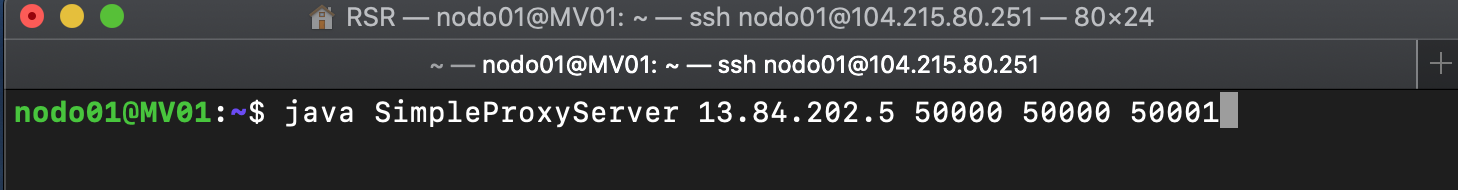 RSR — nodo01@MV01: ~ — ssh nodo01@104.215.80.251 — 80×24
~ — nodo01@MV01: ~ — ssh nodo01@104.215.80.251
nodo01@MV01:~$ java SimpleProxyServer 13.84.202.5 50000 50000 50001